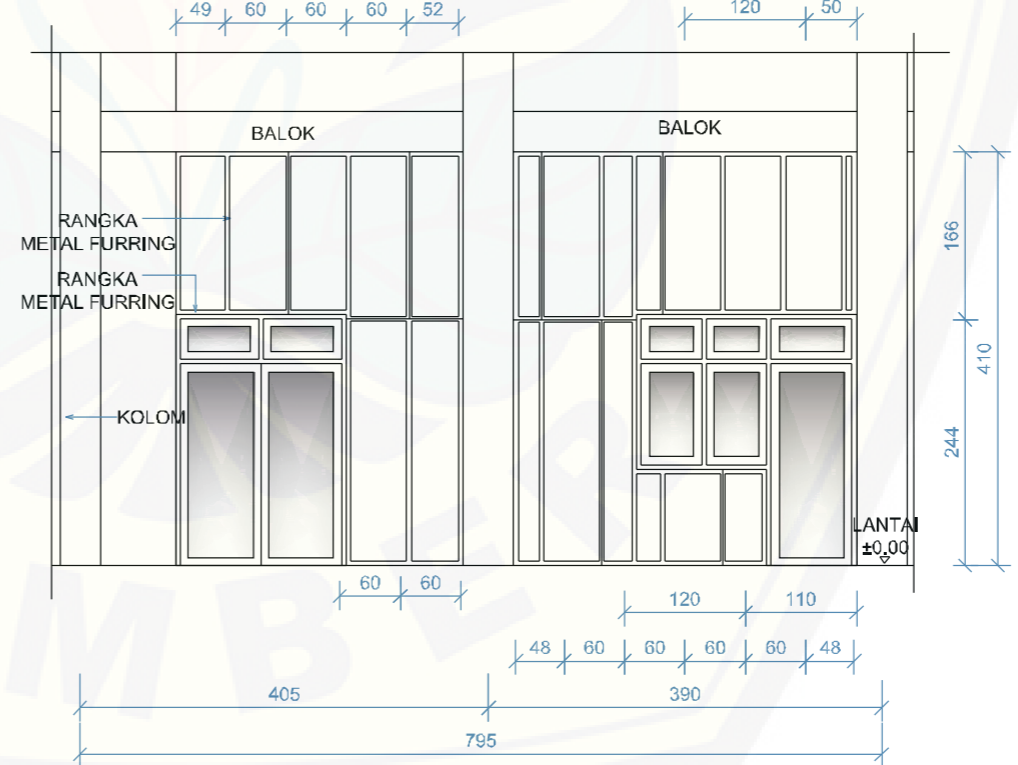 49 60 60 60 52 120 50
BALOK BALOK
RANGKA
METAL FURRING
166
RANGKA
METAL FURRING
410
KOLOM
244
LANTAI
±0.00
60 60
120 110
48 60 60 60 60 48
405 390
795
MBER